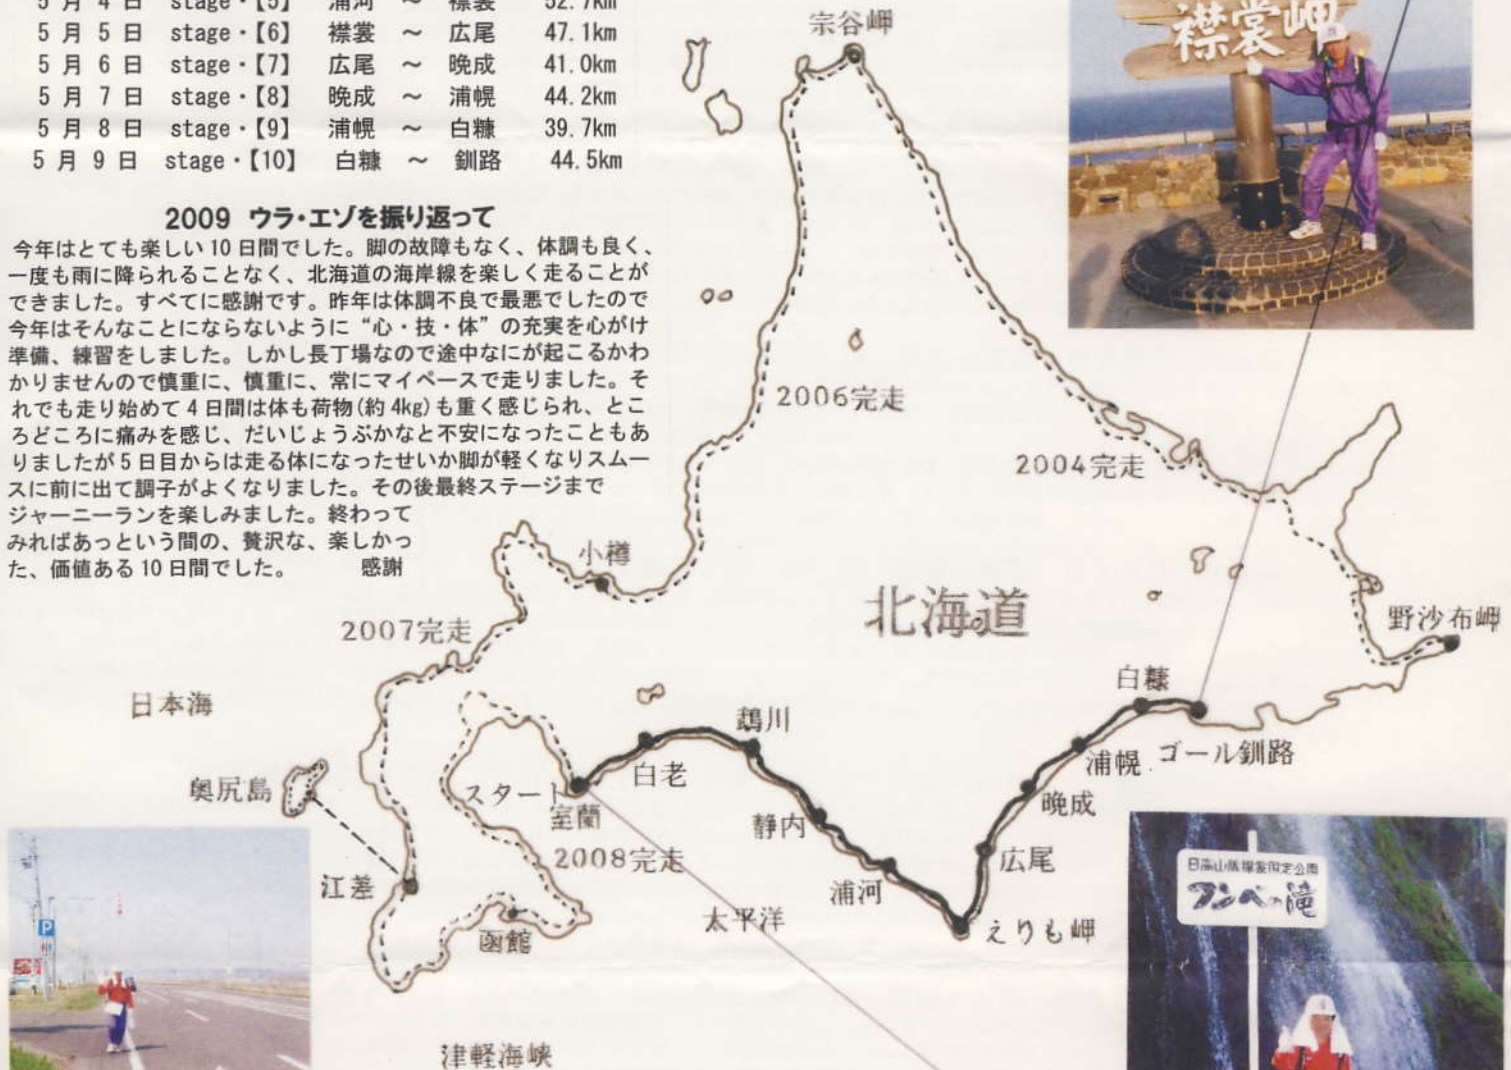 5 月 4 日 stage・【5】 浦河 ～ 襟裳 52.7km
5 月 5 日 stage・【6】 襟裳 ～ 広尾 47.1km
5 月 6 日 stage・【7】 広尾 ～ 晩成 41.0km
5 月 7 日 stage・【8】 晩成 ～ 浦幌 44.2km
5 月 8 日 stage・【9】 浦幌 ～ 白糠 39.7km
5 月 9 日 stage・【10】 白糠 ～ 釧路 44.5km
2009 ウラ・エゾを振り返って
今年はとても楽しい 10 日間でした。脚の故障もなく、体調も良く、
一度も雨に降られることなく、北海道の海岸線を楽しく走ることが
できました。すべてに感謝です。昨年は体調不良で最悪でしたので
今年はそんなことにならないように “心・技・体” の充実を心がけ
準備、練習をしました。しかし長丁場なので途中なにが起こるかわ
かりませんので慎重に、慎重に、常にマイペースで走りました。そ
れでも走り始めて 4 日間は体も荷物(約 4kg)も重く感じられ、とこ
ろどころに痛みを感じ、だいじょうぶかなと不安になったこともあ
りましたが 5 日目からは走る体になったせいか脚が軽くなりスムー
スに前に出て調子がよくなりました。その後最終ステージまで
ジャーニーランを楽しみました。終わって
みればあっという間の、贅沢な、楽しかっ
た、価値ある 10 日間でした。 感謝
宗谷岬
襟裳岬
2006完走
2004完走
小樽
北海道
2007完走
野沙布岬
日本海
白糠
鵡川
白老
浦幌
ゴール釧路
奥尻島
スタート
室蘭
晩成
静内
2008完走
広尾
江差
浦河
太平洋
えりも岬
函館
津軽海峡
P
日高山脈襟裳国定公園
フンベの滝